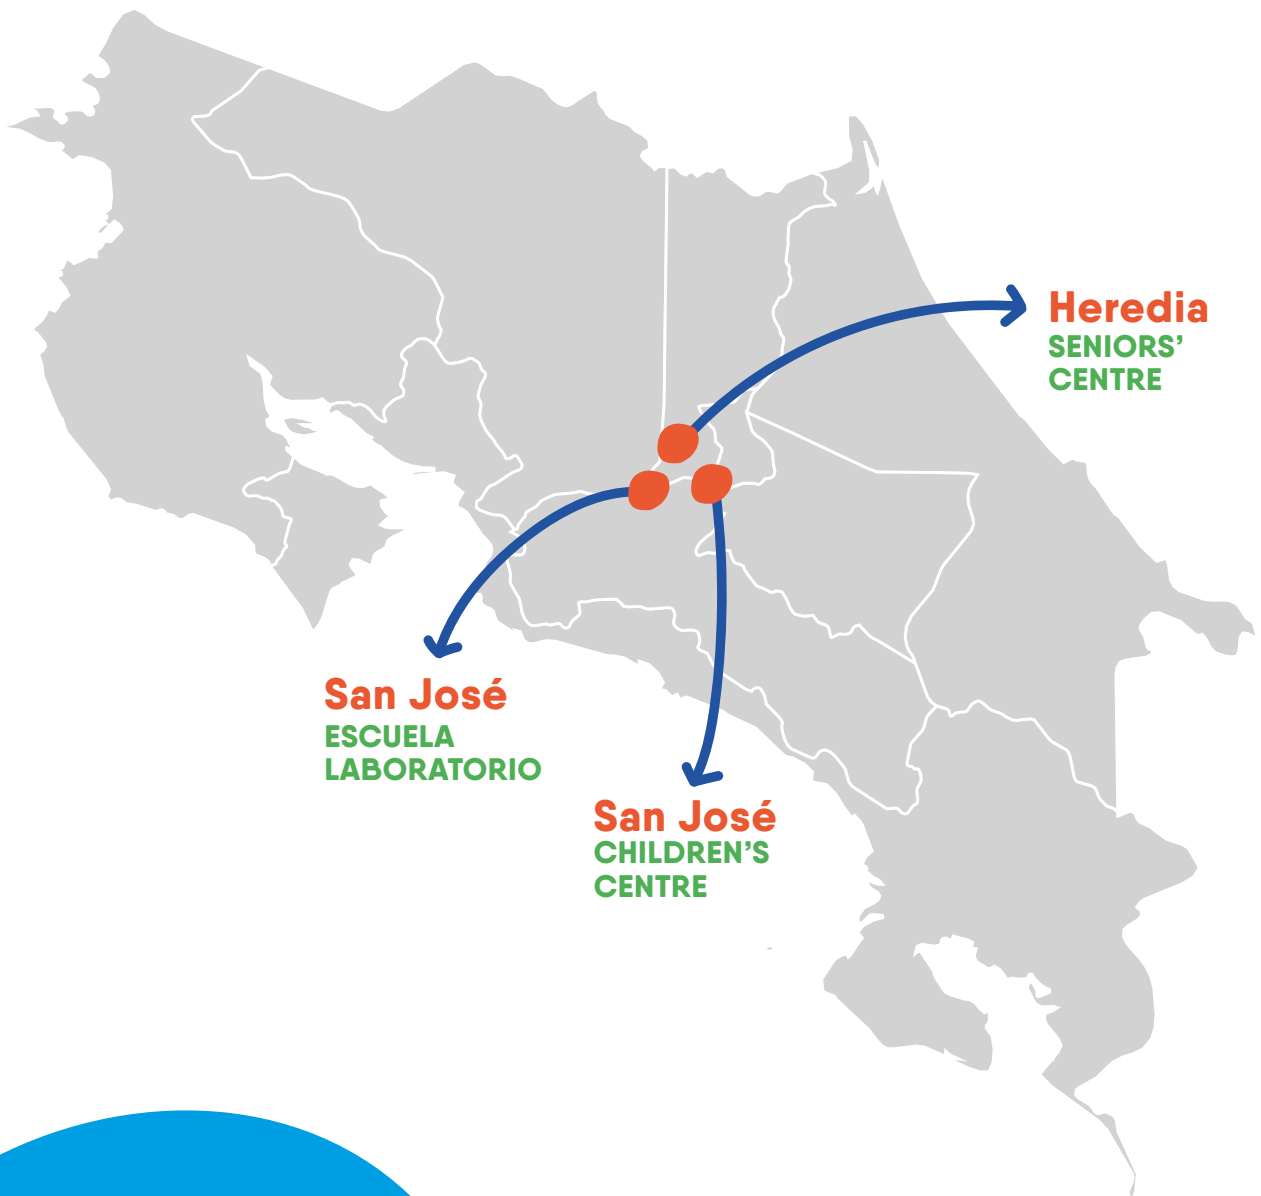 Heredia
SENIORS’
CENTRE
San José
ESCUELA
LABORATORIO
San José
CHILDREN’S
CENTRE